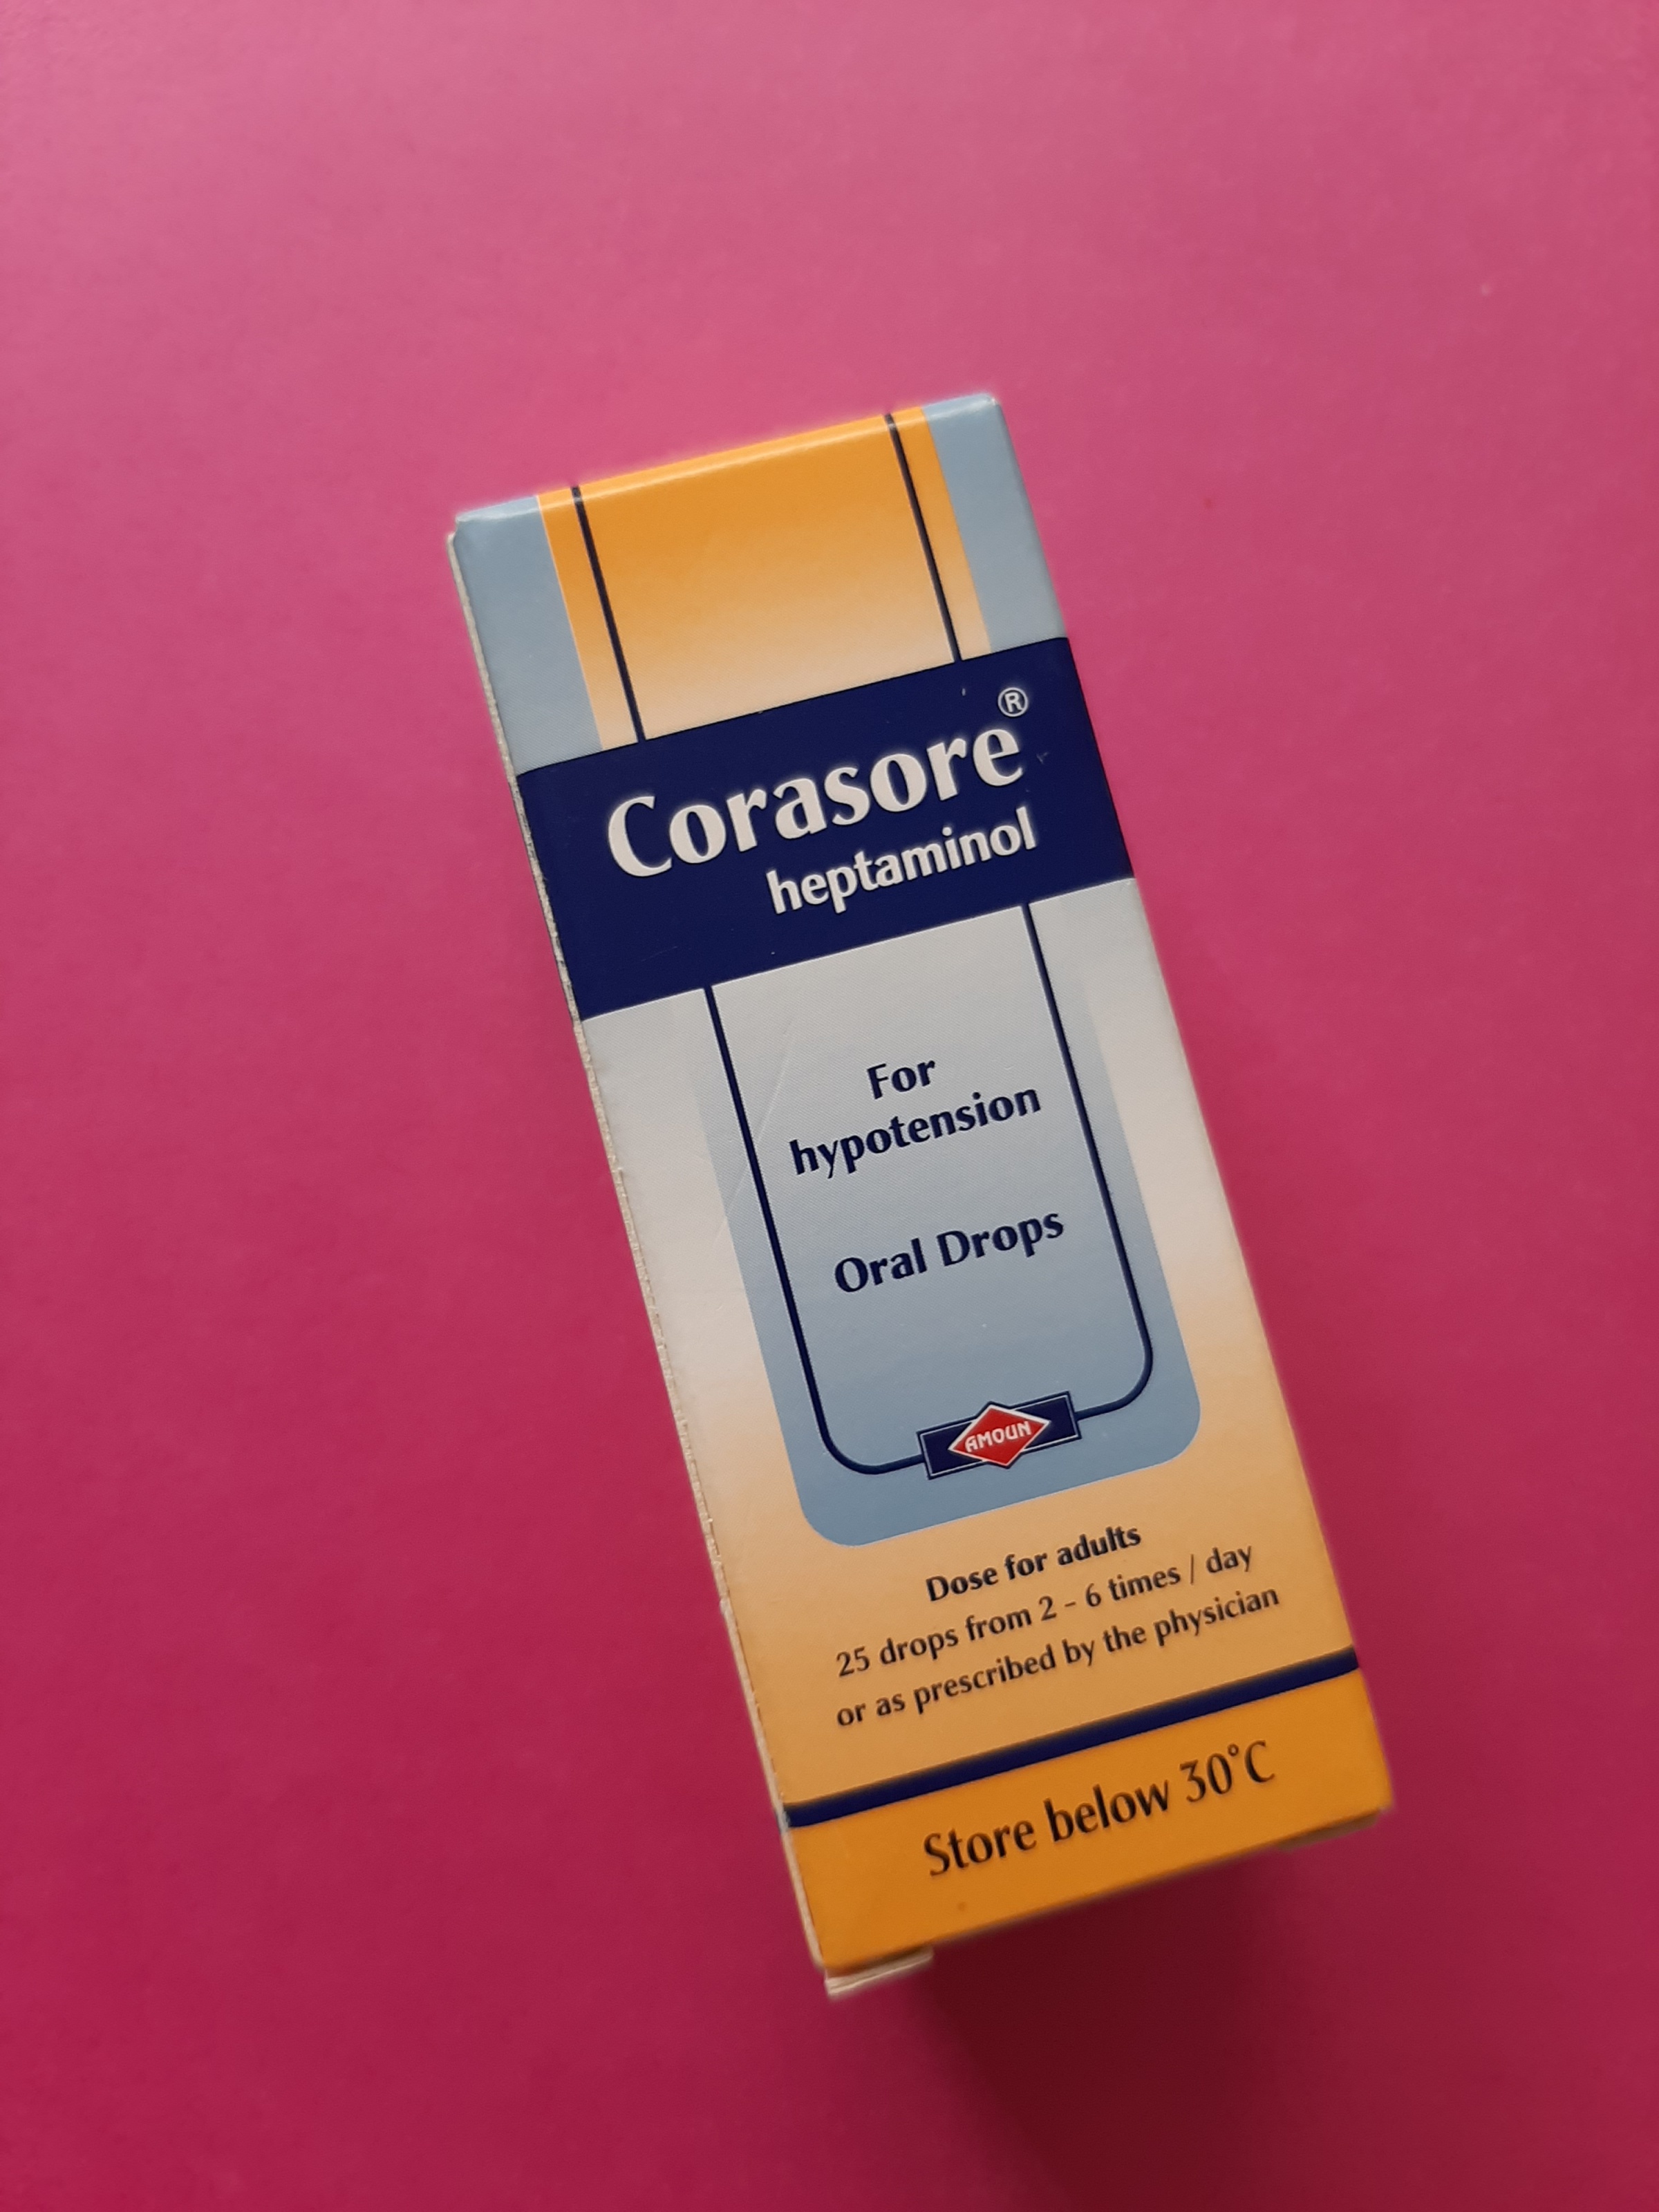 Corasore®
heptaminol
For
hypotension
Oral Drops
AMOUN
Dose for adults
25 drops from 2 - 6 times / day
or as prescribed by the physician
Store below 30°C